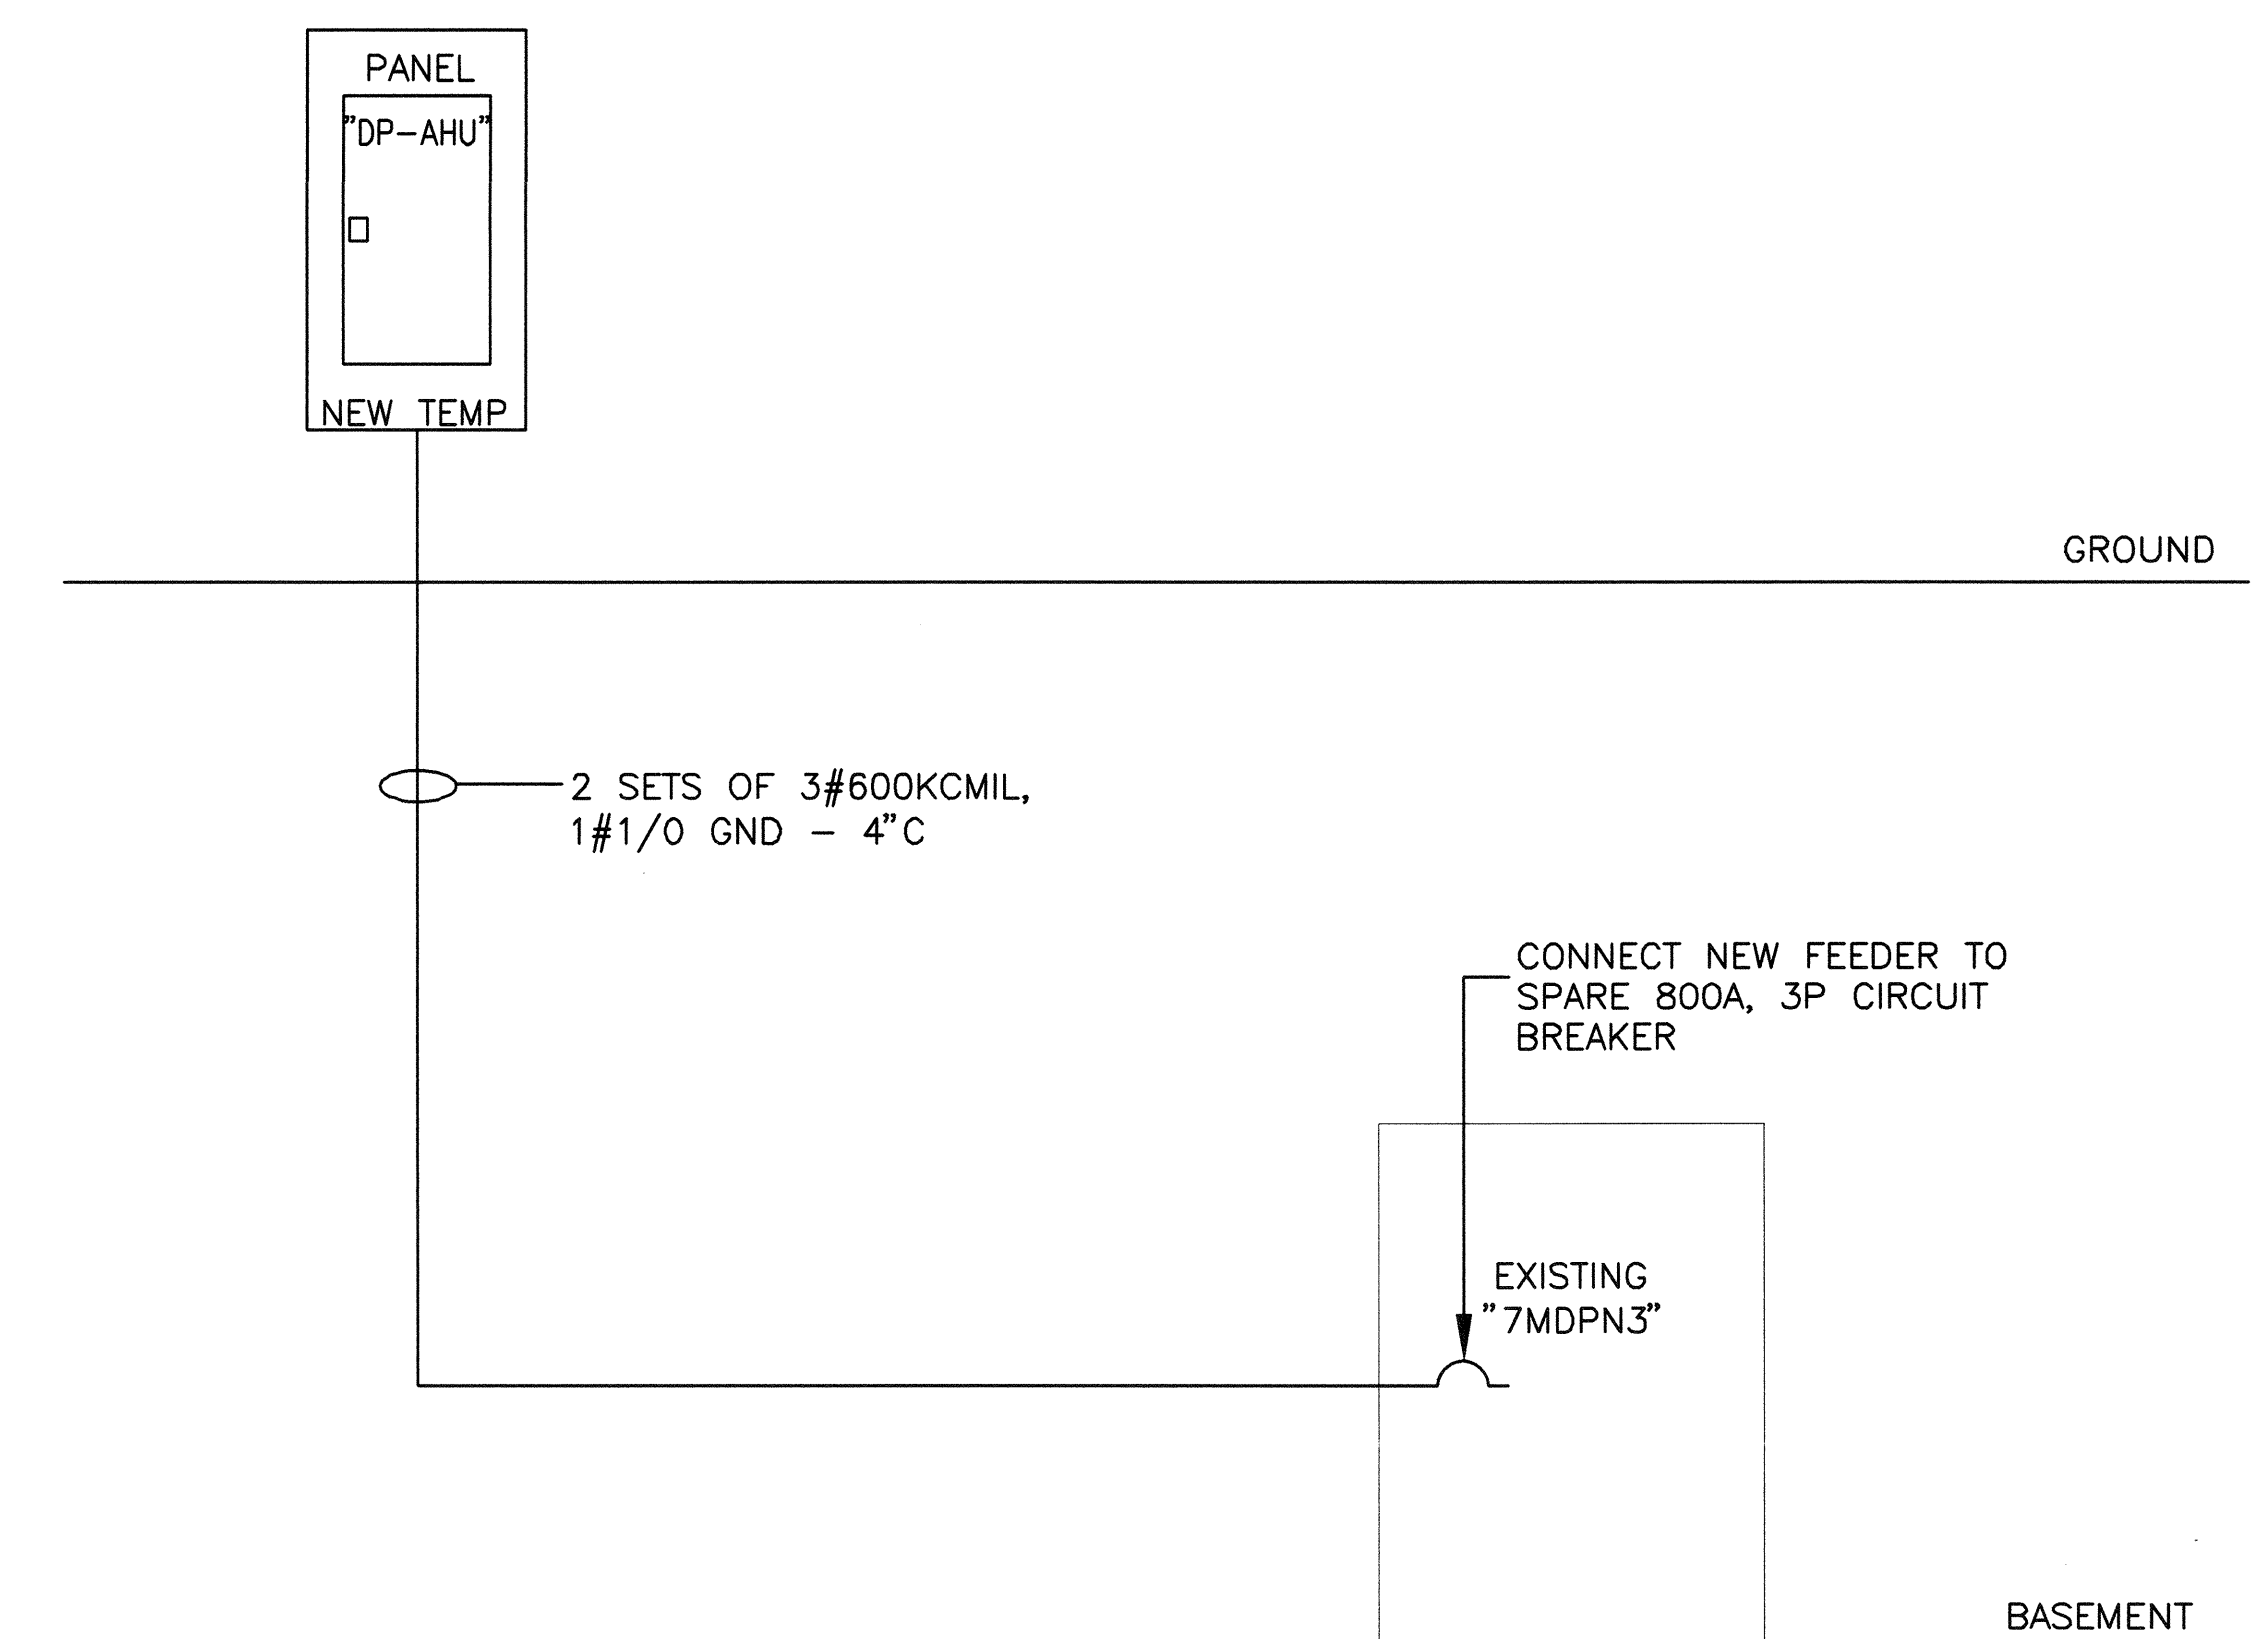 PANEL
"DP-AHU"
NEW TEMP
GROUND
2 SETS OF 3#600KCMIL,
1#1/0 GND - 4"C
CONNECT NEW FEEDER TO
SPARE 800A, 3P CIRCUIT
BREAKER
EXISTING
"7MDPN3"
BASEMENT